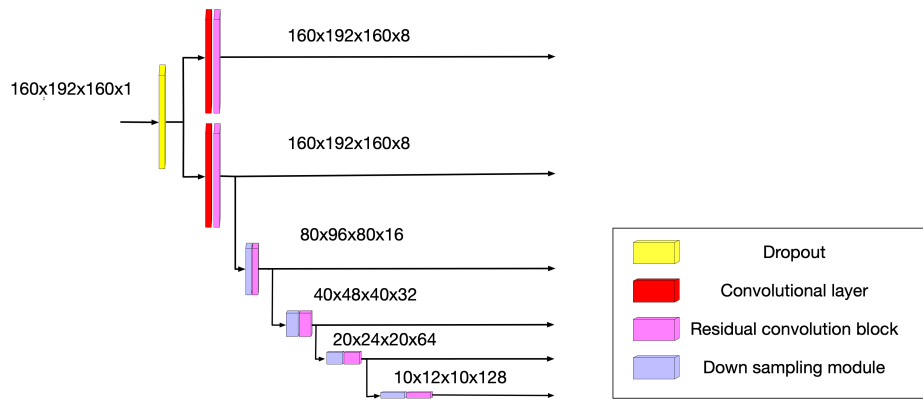 160x192x160x8
160x192x160x1
160x192x160x8
80x96x80x16
40x48x40x32
20x24x20x64
10x12x10x128
Dropout
Convolutional layer
Residual convolution block
Down sampling module